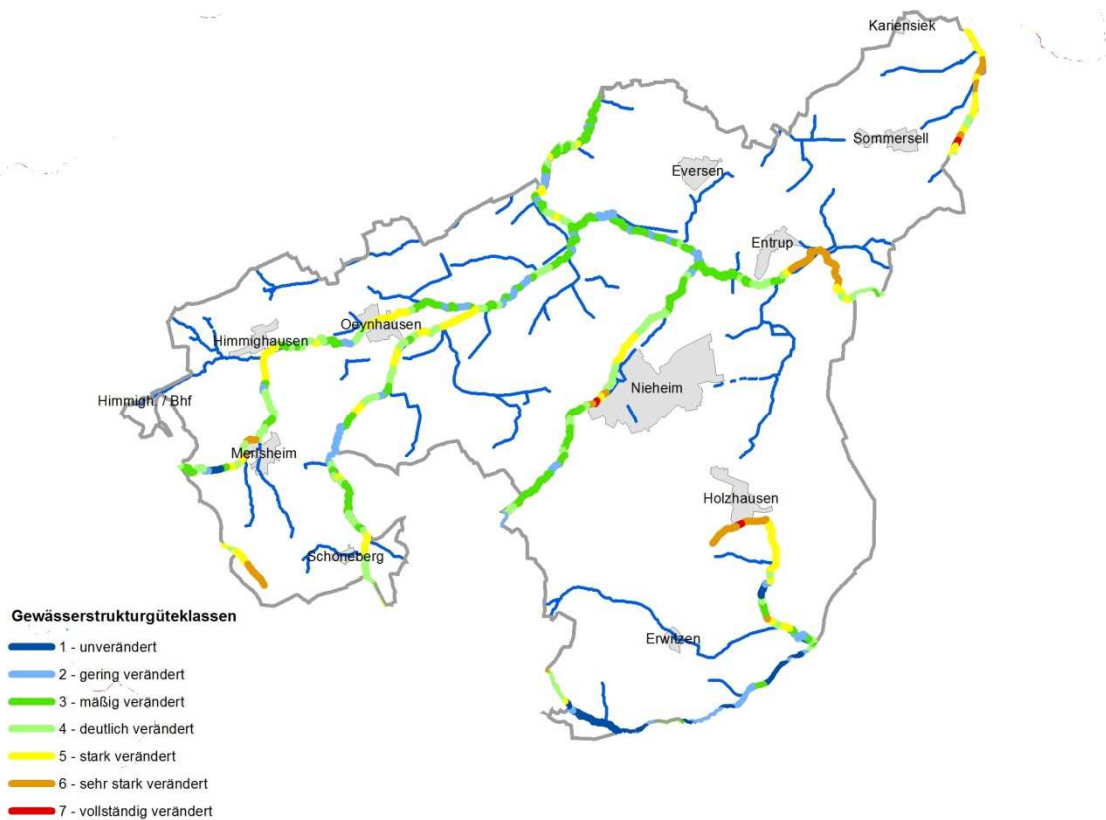 Kariensiek
Sommersell
Eversen
Entrup
Oeynhausen
Himmighausen
Nieheim
Himmigh. / Bhf
Merlsheim
Holzhausen
Schöneberg
Erwitzen
Gewässerstrukturgüteklassen
1 - unverändert
2 - gering verändert
3 - mäßig verändert
4 - deutlich verändert
5 - stark verändert
6 - sehr stark verändert
7 - vollständig verändert